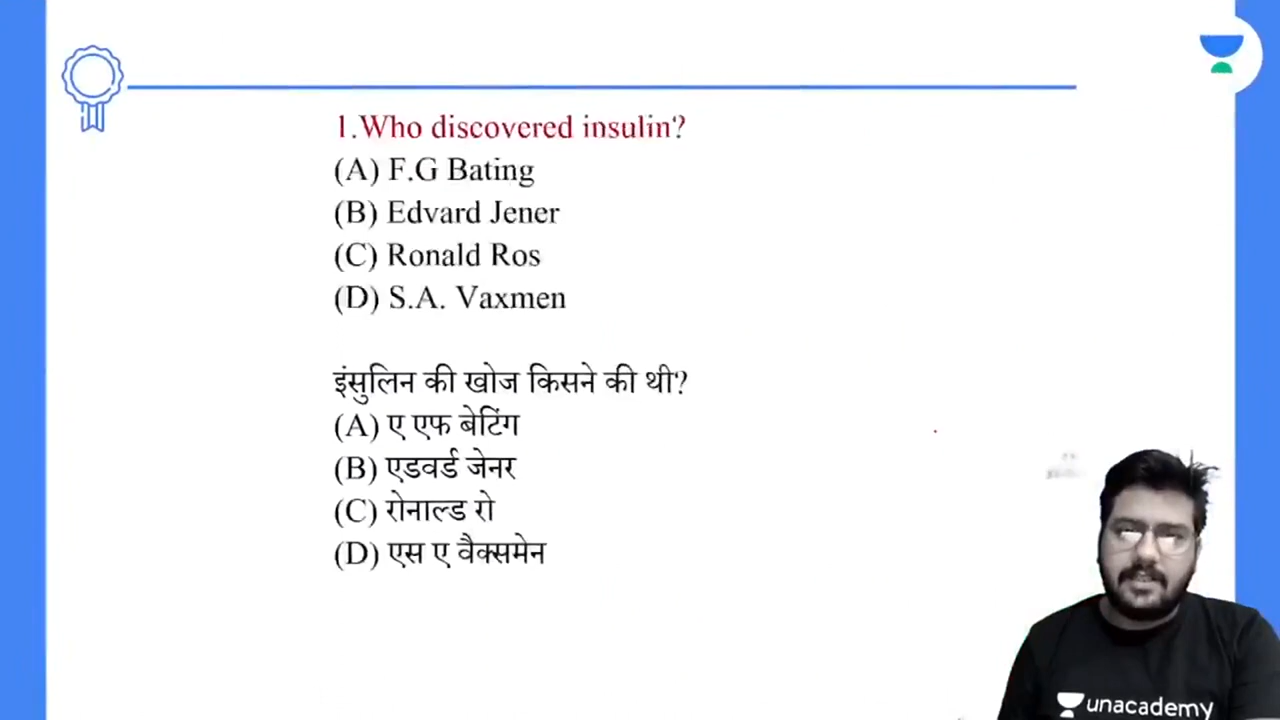 1.Who discovered insulin?
(A) F.G Bating
(B) Edvard Jener
(C) Ronald Ros
(D) S.A. Vaxmen
इंसुलिन की खोज किसने की थी?
(A) ए एफ बेटिंग
(B) एडवर्ड जेनर
(C) रोनाल्ड रो
(D) एस ए वैक्समेन
unacademy